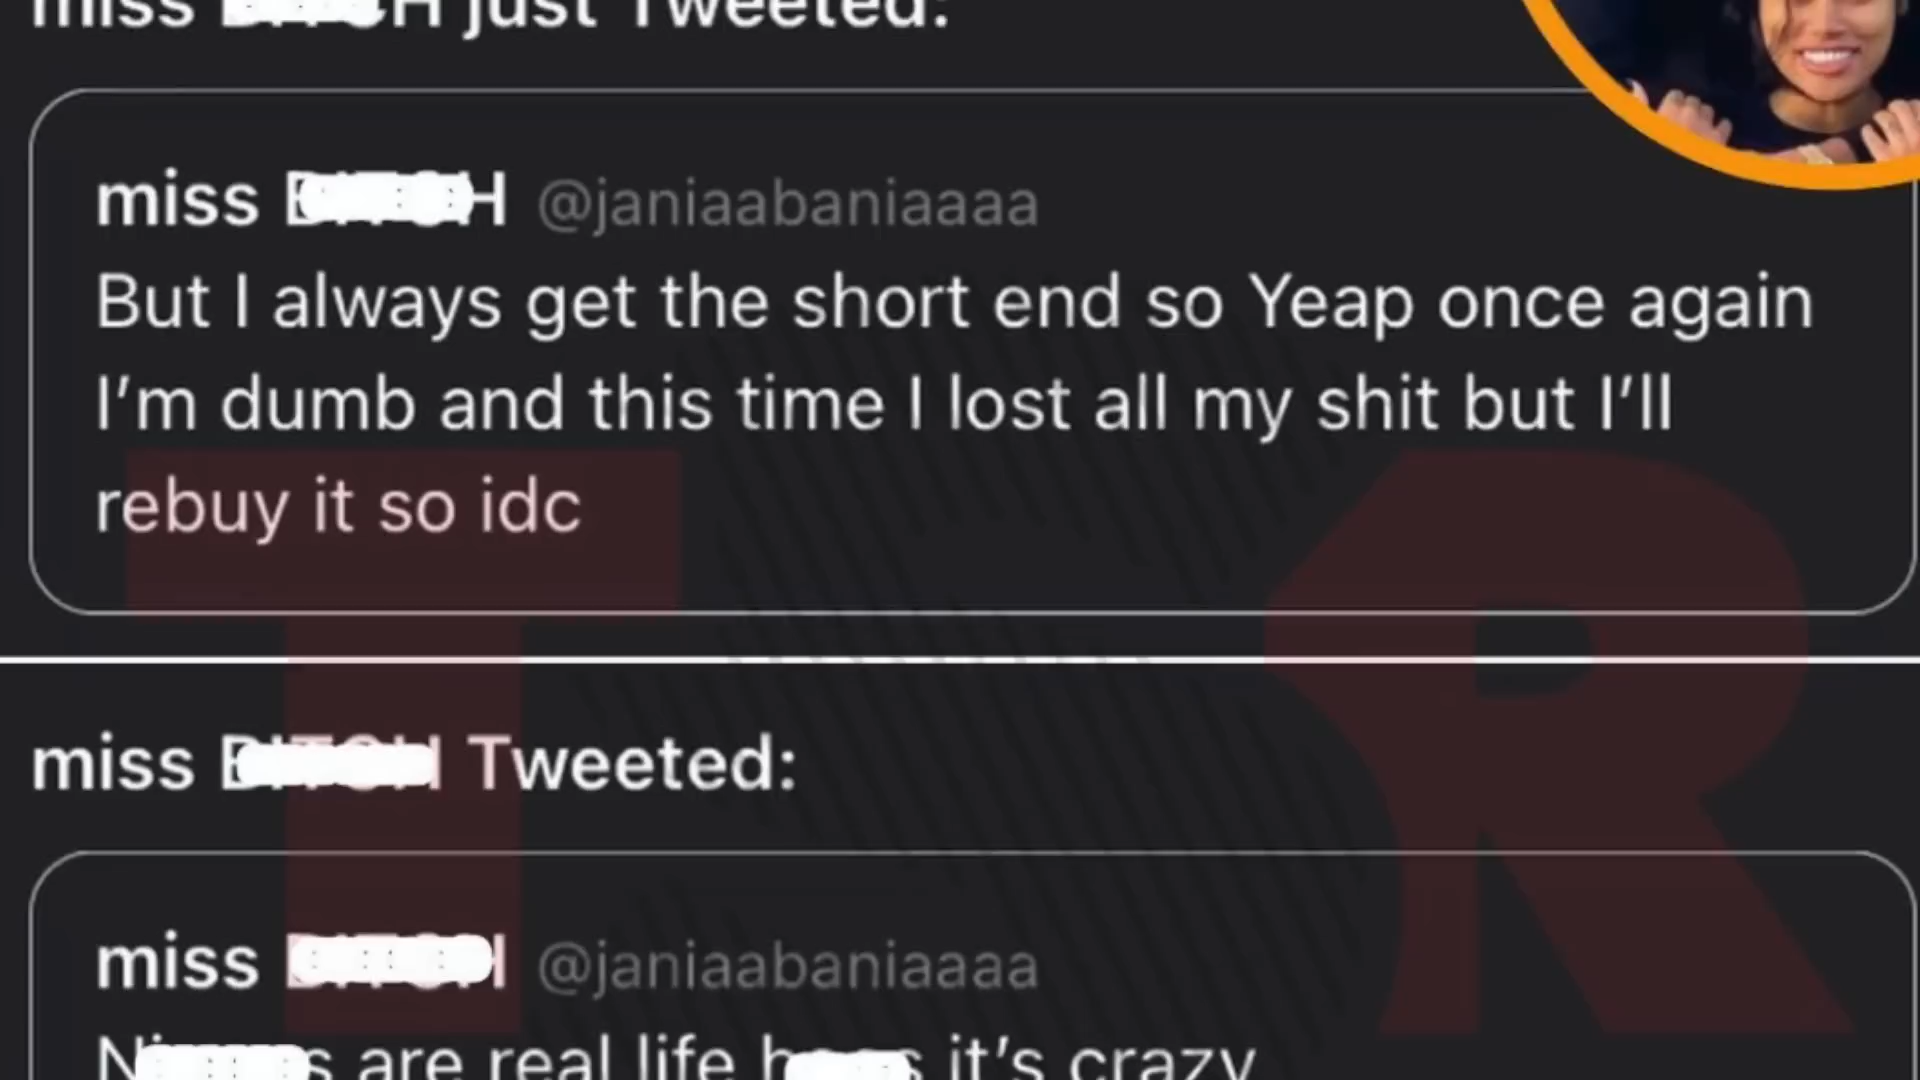 miss just Tweeted:
miss @janiaabaniaaaa
But I always get the short end so Yeap once again
I'm dumb and this time I lost all my shit but I'll
rebuy it so idc
miss Tweeted:
miss @janiaabaniaaaa
are real life it's crazy
T R